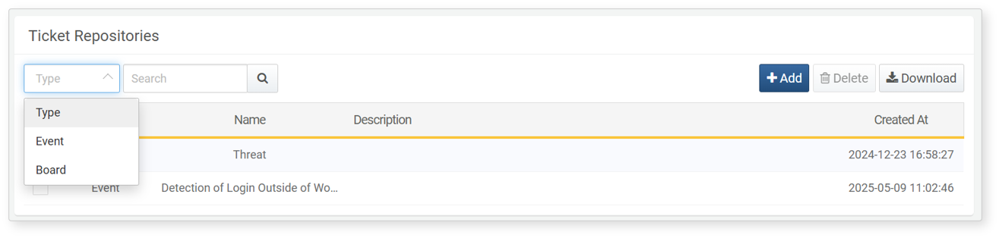 Ticket Repositories
Type Search Add Delete Download
Type
Event
Board
Name Description Created At
Threat 2024-12-23 16:58:27
Event Detection of Login Outside of Wo... 2025-05-09 11:02:46